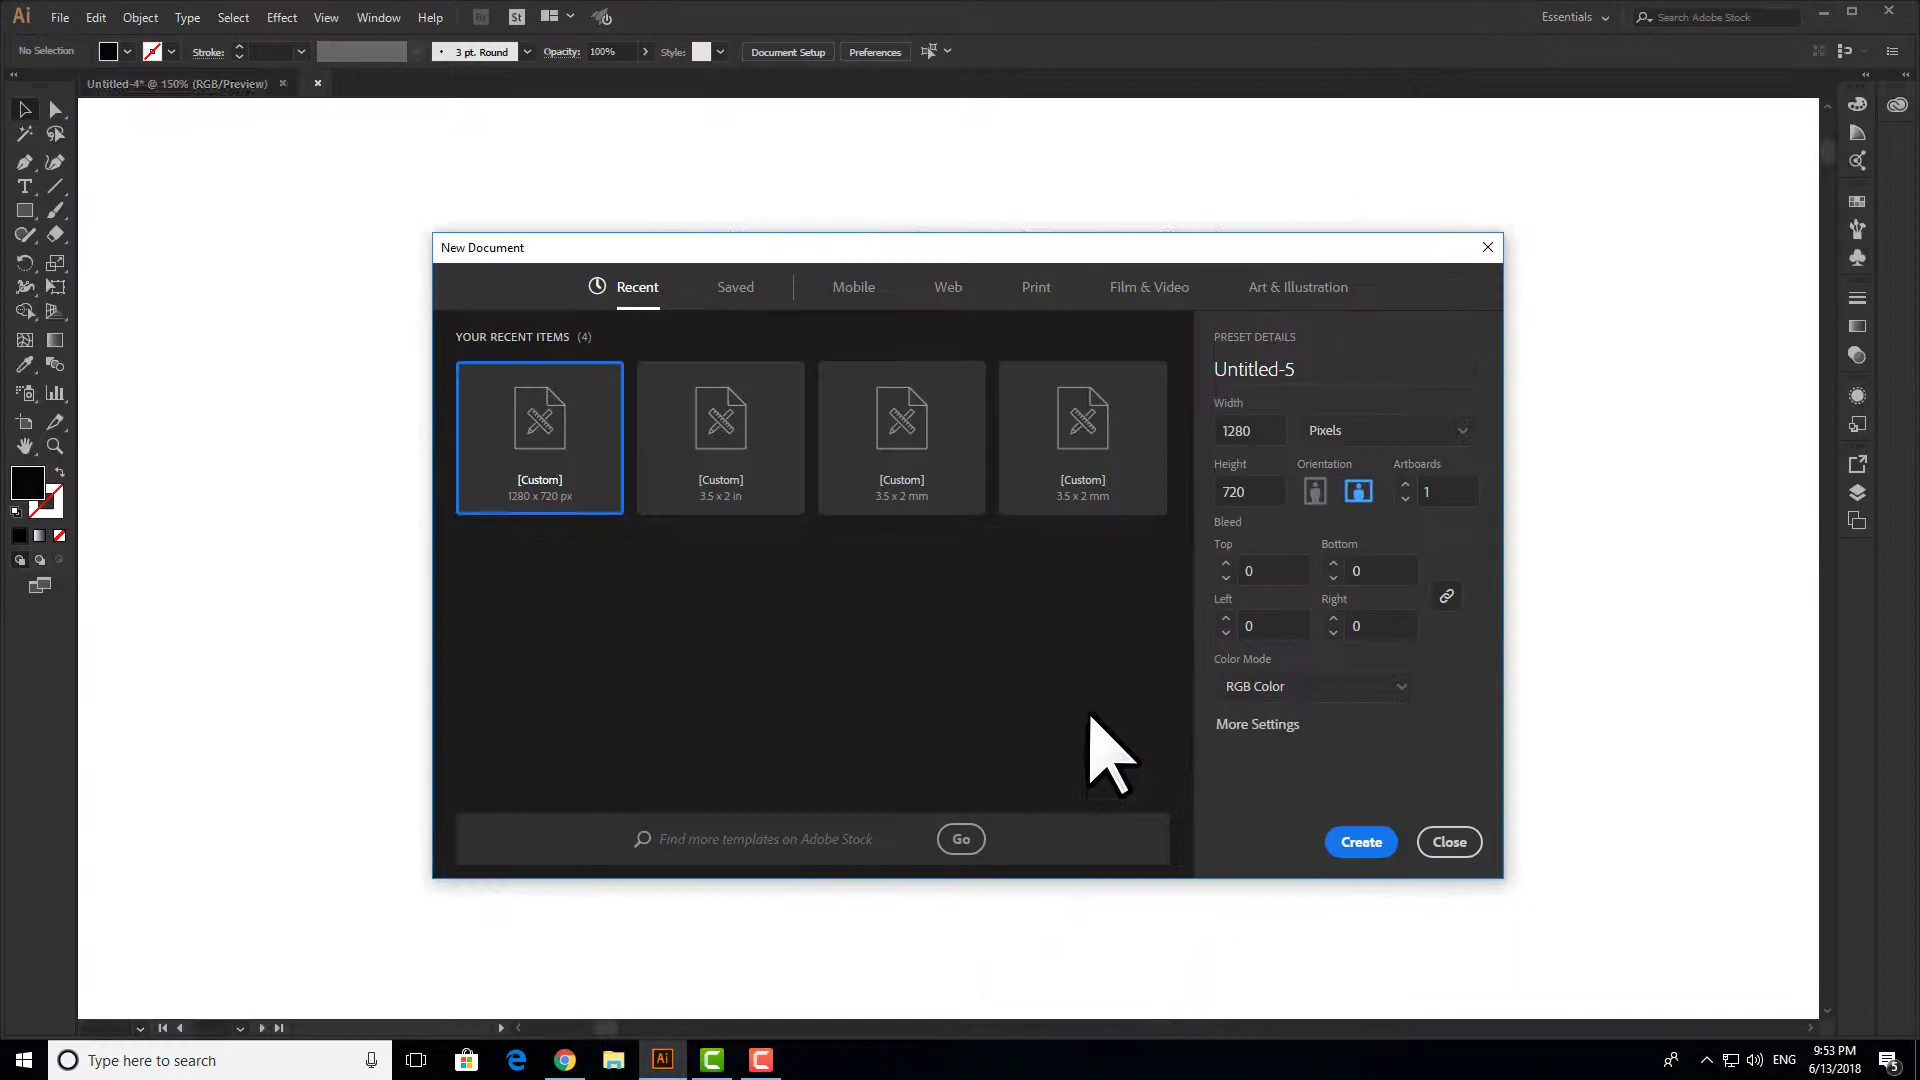 Ai File Edit Object Type Select Effect View Window Help Br St Essentials Search Adobe Stock
No Selection Stroke: 3 pt. Round Opacity: 100% Style: Document Setup Preferences
Untitled-4* @ 150% (RGB/Preview)
New Document
Recent Saved Mobile Web Print Film & Video Art & Illustration
YOUR RECENT ITEMS (4)
[Custom]
1280 x 720 px
[Custom]
3.5 x 2 in
[Custom]
3.5 x 2 mm
[Custom]
3.5 x 2 mm
Find more templates on Adobe Stock Go
PRESET DETAILS
Untitled-5
Width
1280 Pixels
Height Orientation Artboards
720 1
Bleed
Top Bottom
0 0
Left Right
0 0
Color Mode
RGB Color
More Settings
Create Close
Type here to search Ai ENG
9:53 PM
6/13/2018
5